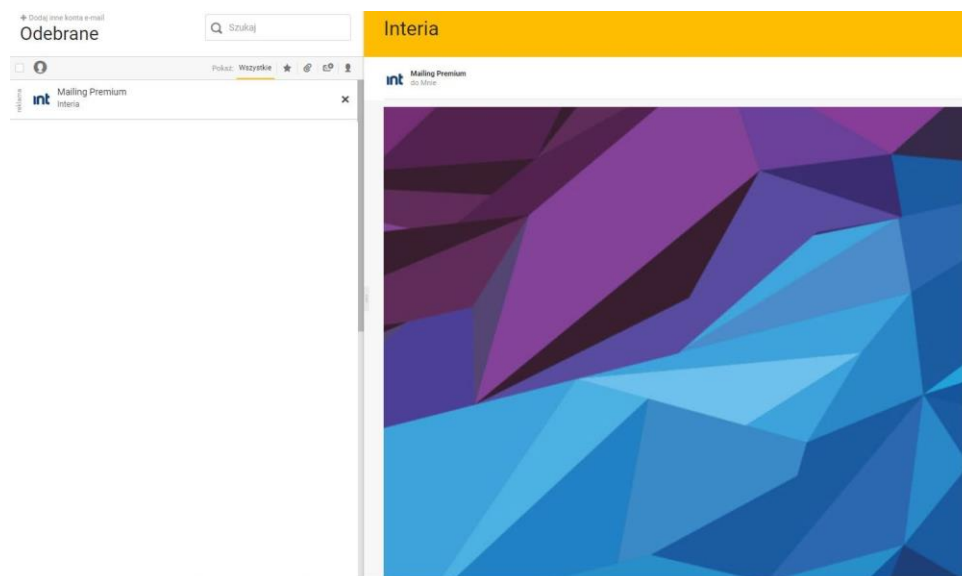 Dodaj inne konta e-mail
Odebrane
Szukaj
Pokaż: Wszystkie
reklama
int
Mailing Premium
Interia
Interia
int
Mailing Premium
do Mnie